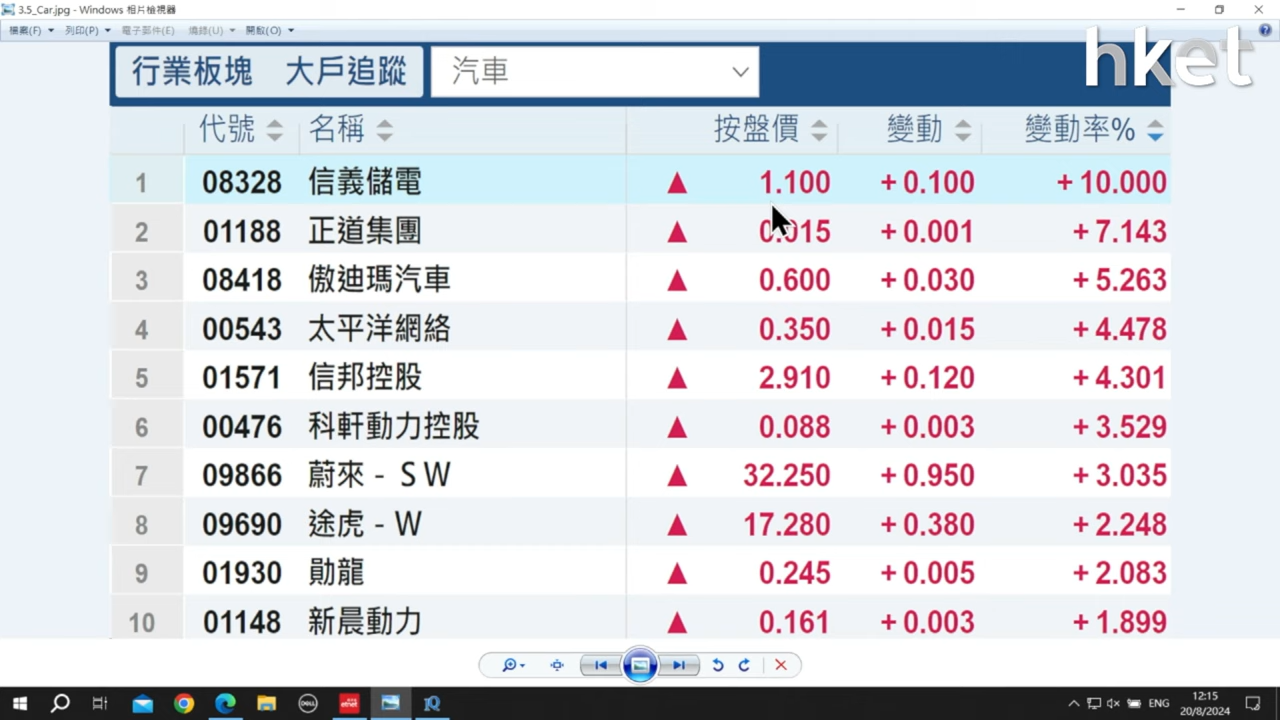 3.5_Car.jpg - Windows 相片檢視器
檔案(F) 列印(P) 電子郵件(E) 燒錄(U) 開啟(O)
hket
行業板塊 大戶追蹤 汽車
代號 名稱 按盤價 變動 變動率%
1 08328 信義儲電 ▲ 1.100 +0.100 +10.000
2 01188 正道集團 ▲ 0.015 +0.001 +7.143
3 08418 傲迪瑪汽車 ▲ 0.600 +0.030 +5.263
4 00543 太平洋網絡 ▲ 0.350 +0.015 +4.478
5 01571 信邦控股 ▲ 2.910 +0.120 +4.301
6 00476 科軒動力控股 ▲ 0.088 +0.003 +3.529
7 09866 蔚來－ＳＷ ▲ 32.250 +0.950 +3.035
8 09690 途虎－Ｗ ▲ 17.280 +0.380 +2.248
9 01930 勛龍 ▲ 0.245 +0.005 +2.083
10 01148 新晨動力 ▲ 0.161 +0.003 +1.899
DELL etnet IQ ENG 12:15
20/8/2024